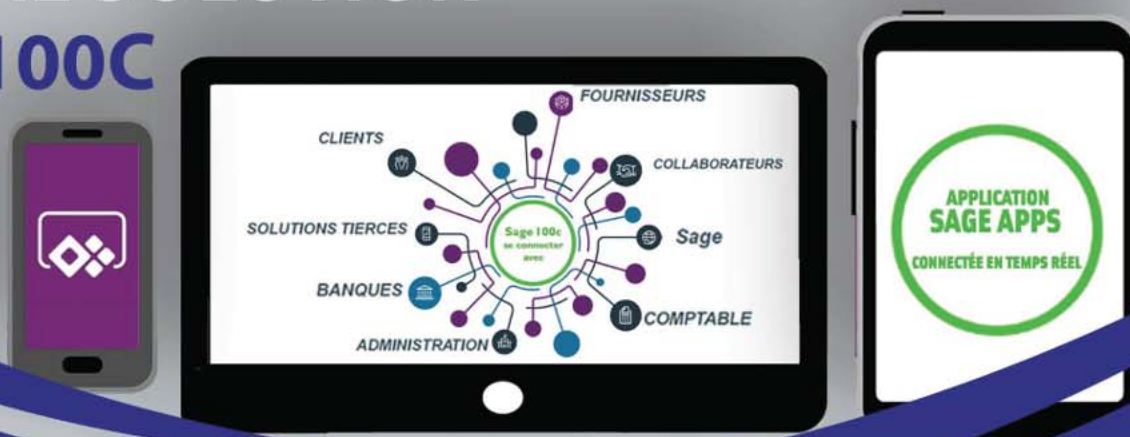 100C
FOURNISSEURS
CLIENTS
COLLABORATEURS
SOLUTIONS TIERCES
Sage 100c
se connecter
avec
Sage
BANQUES
COMPTABLE
ADMINISTRATION
APPLICATION
SAGE APPS
CONNECTÉE EN TEMPS RÉEL